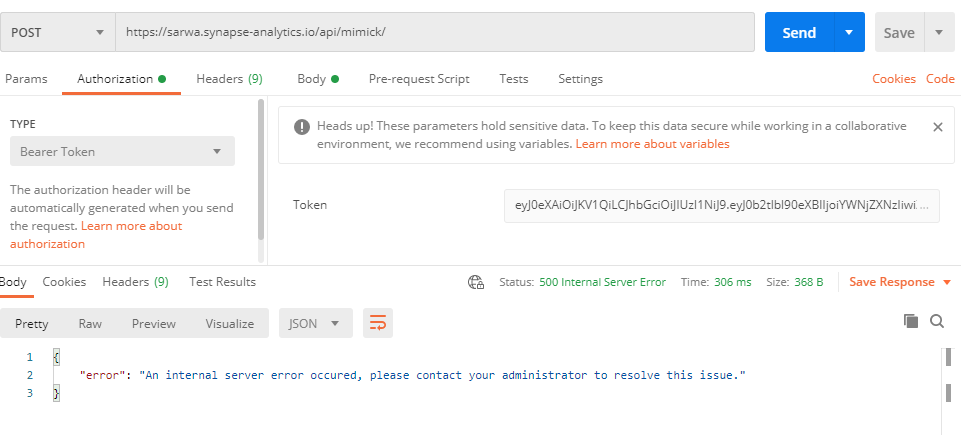 POST https://sarwa.synapse-analytics.io/api/mimick/ Send Save
Params Authorization Headers (9) Body Pre-request Script Tests Settings Cookies Code
TYPE
Bearer Token
The authorization header will be
automatically generated when you send
the request. Learn more about
authorization
Heads up! These parameters hold sensitive data. To keep this data secure while working in a collaborative
environment, we recommend using variables. Learn more about variables
Token
Body Cookies Headers (9) Test Results Status: 500 Internal Server Error Time: 306 ms Size: 368 B Save Response
Pretty Raw Preview Visualize JSON
1 {
2 "error": "An internal server error occured, please contact your administrator to resolve this issue."
3 }